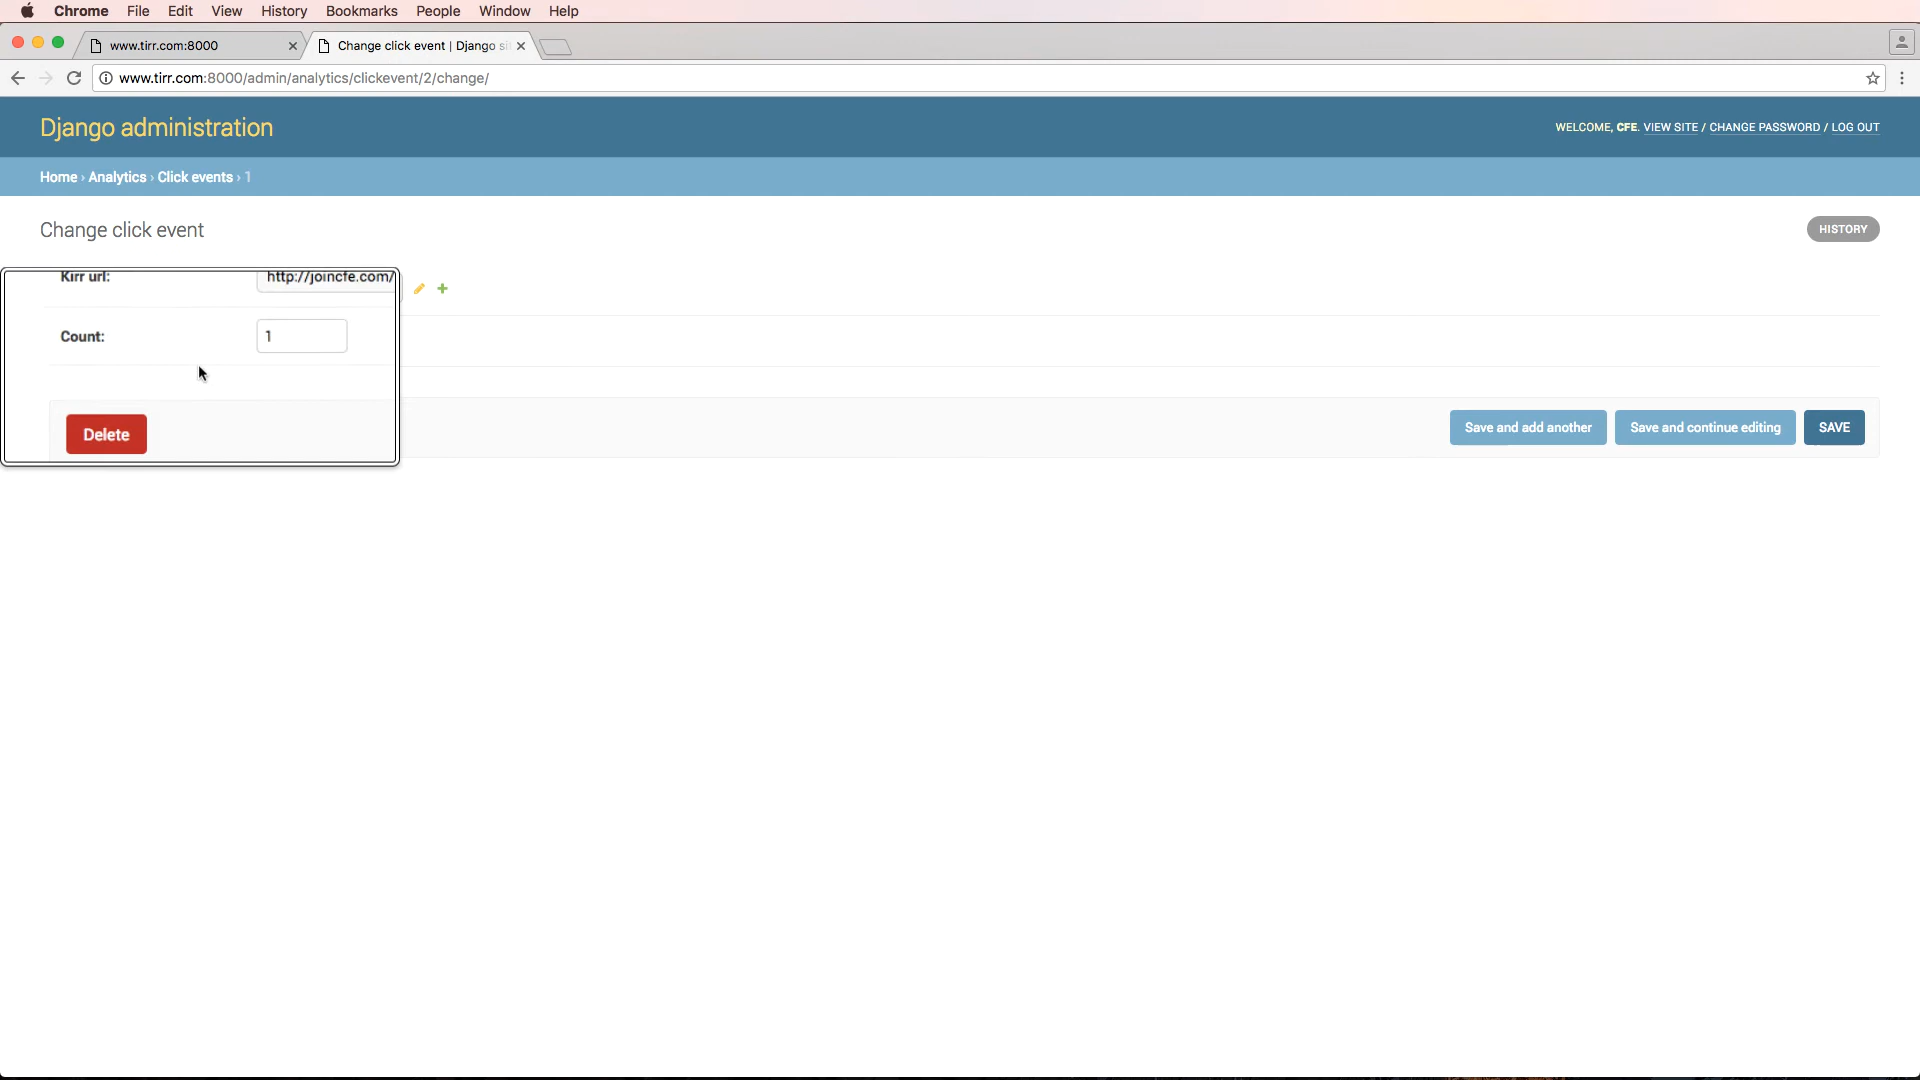 Chrome File Edit View History Bookmarks People Window Help
www.tirr.com:8000
Change click event | Django si
www.tirr.com:8000/admin/analytics/clickevent/2/change/
Django administration
WELCOME, CFE. VIEW SITE / CHANGE PASSWORD / LOG OUT
Home › Analytics › Click events › 1
Change click event
HISTORY
Kirr url: http://joincfe.com/
Count: 1
Delete
Save and add another
Save and continue editing
SAVE